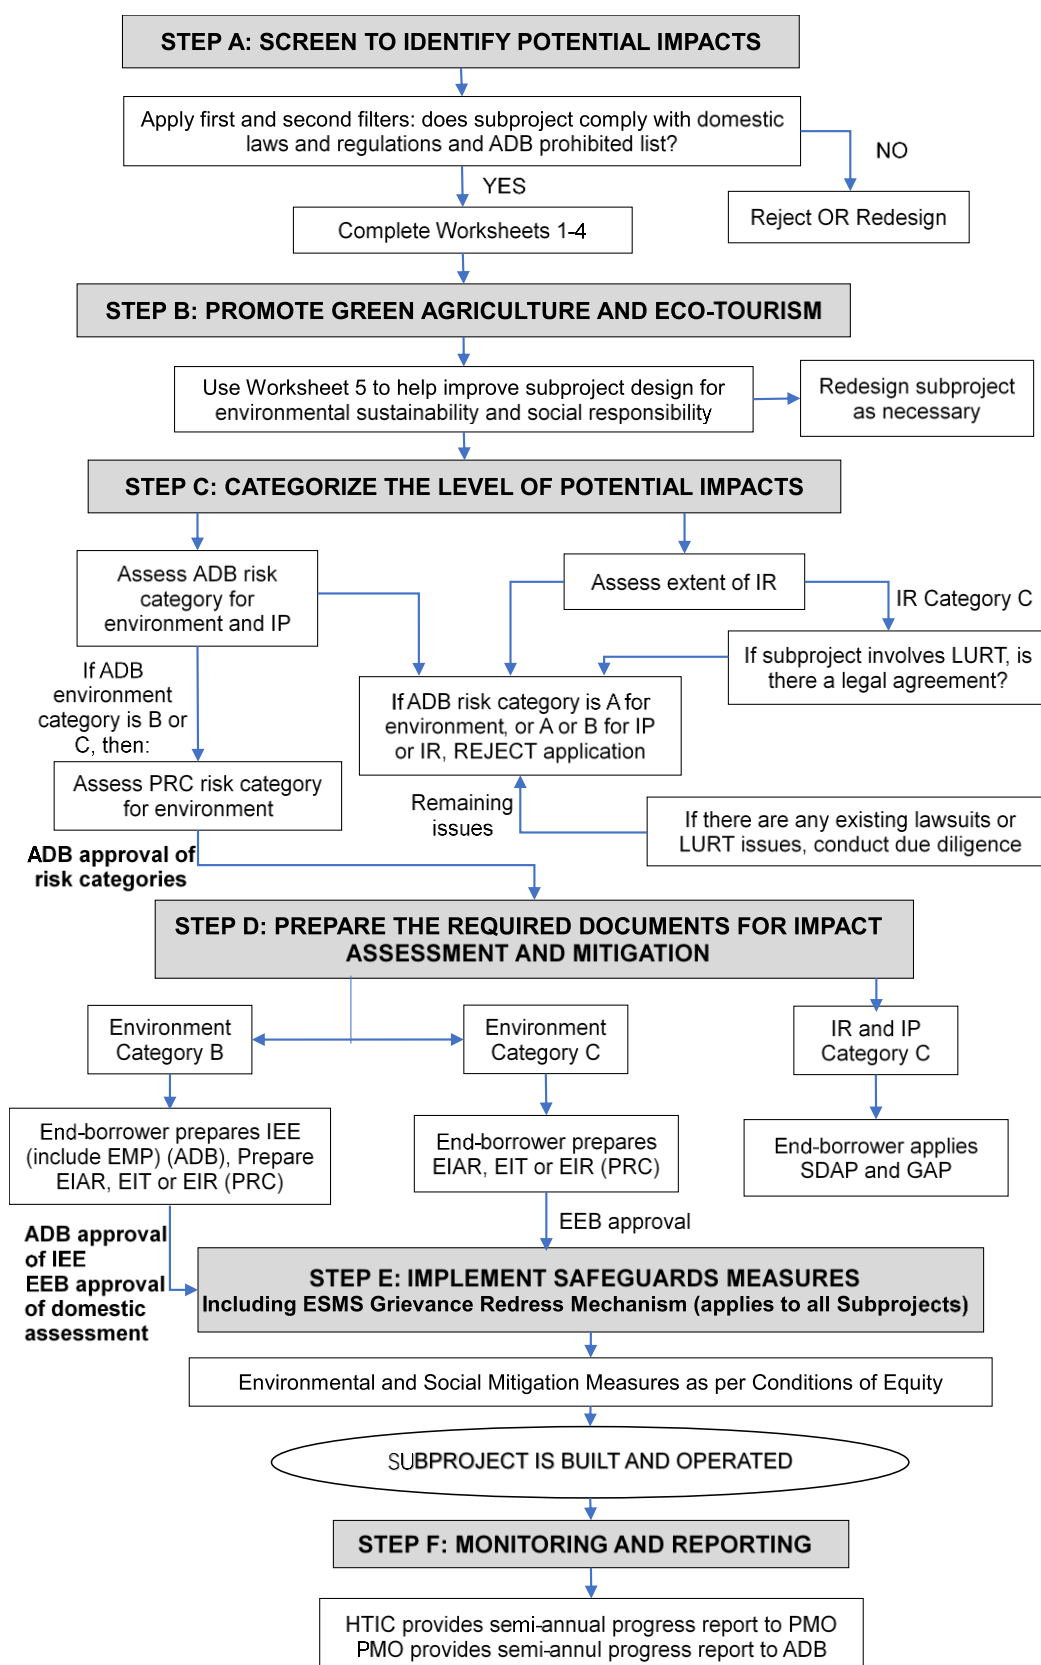 STEP A: SCREEN TO IDENTIFY POTENTIAL IMPACTS
Apply first and second filters: does subproject comply with domestic
laws and regulations and ADB prohibited list?
NO
YES
Reject OR Redesign
Complete Worksheets 1-4
STEP B: PROMOTE GREEN AGRICULTURE AND ECO-TOURISM
Use Worksheet 5 to help improve subproject design for
environmental sustainability and social responsibility
Redesign subproject
as necessary
STEP C: CATEGORIZE THE LEVEL OF POTENTIAL IMPACTS
Assess ADB risk
category for
environment and IP
Assess extent of IR
IR Category C
If subproject involves LURT, is
there a legal agreement?
If ADB
environment
category is B or
C, then:
If ADB risk category is A for
environment, or A or B for IP
or IR, REJECT application
Assess PRC risk category
for environment
Remaining
issues
If there are any existing lawsuits or
LURT issues, conduct due diligence
ADB approval of
risk categories
STEP D: PREPARE THE REQUIRED DOCUMENTS FOR IMPACT
ASSESSMENT AND MITIGATION
Environment
Category B
Environment
Category C
IR and IP
Category C
End-borrower prepares IEE
(include EMP) (ADB), Prepare
EIAR, EIT or EIR (PRC)
End-borrower prepares
EIAR, EIT or EIR (PRC)
End-borrower applies
SDAP and GAP
ADB approval
of IEE
EEB approval
of domestic
assessment
EEB approval
STEP E: IMPLEMENT SAFEGUARDS MEASURES
Including ESMS Grievance Redress Mechanism (applies to all Subprojects)
Environmental and Social Mitigation Measures as per Conditions of Equity
SUBPROJECT IS BUILT AND OPERATED
STEP F: MONITORING AND REPORTING
HTIC provides semi-annual progress report to PMO
PMO provides semi-annul progress report to ADB